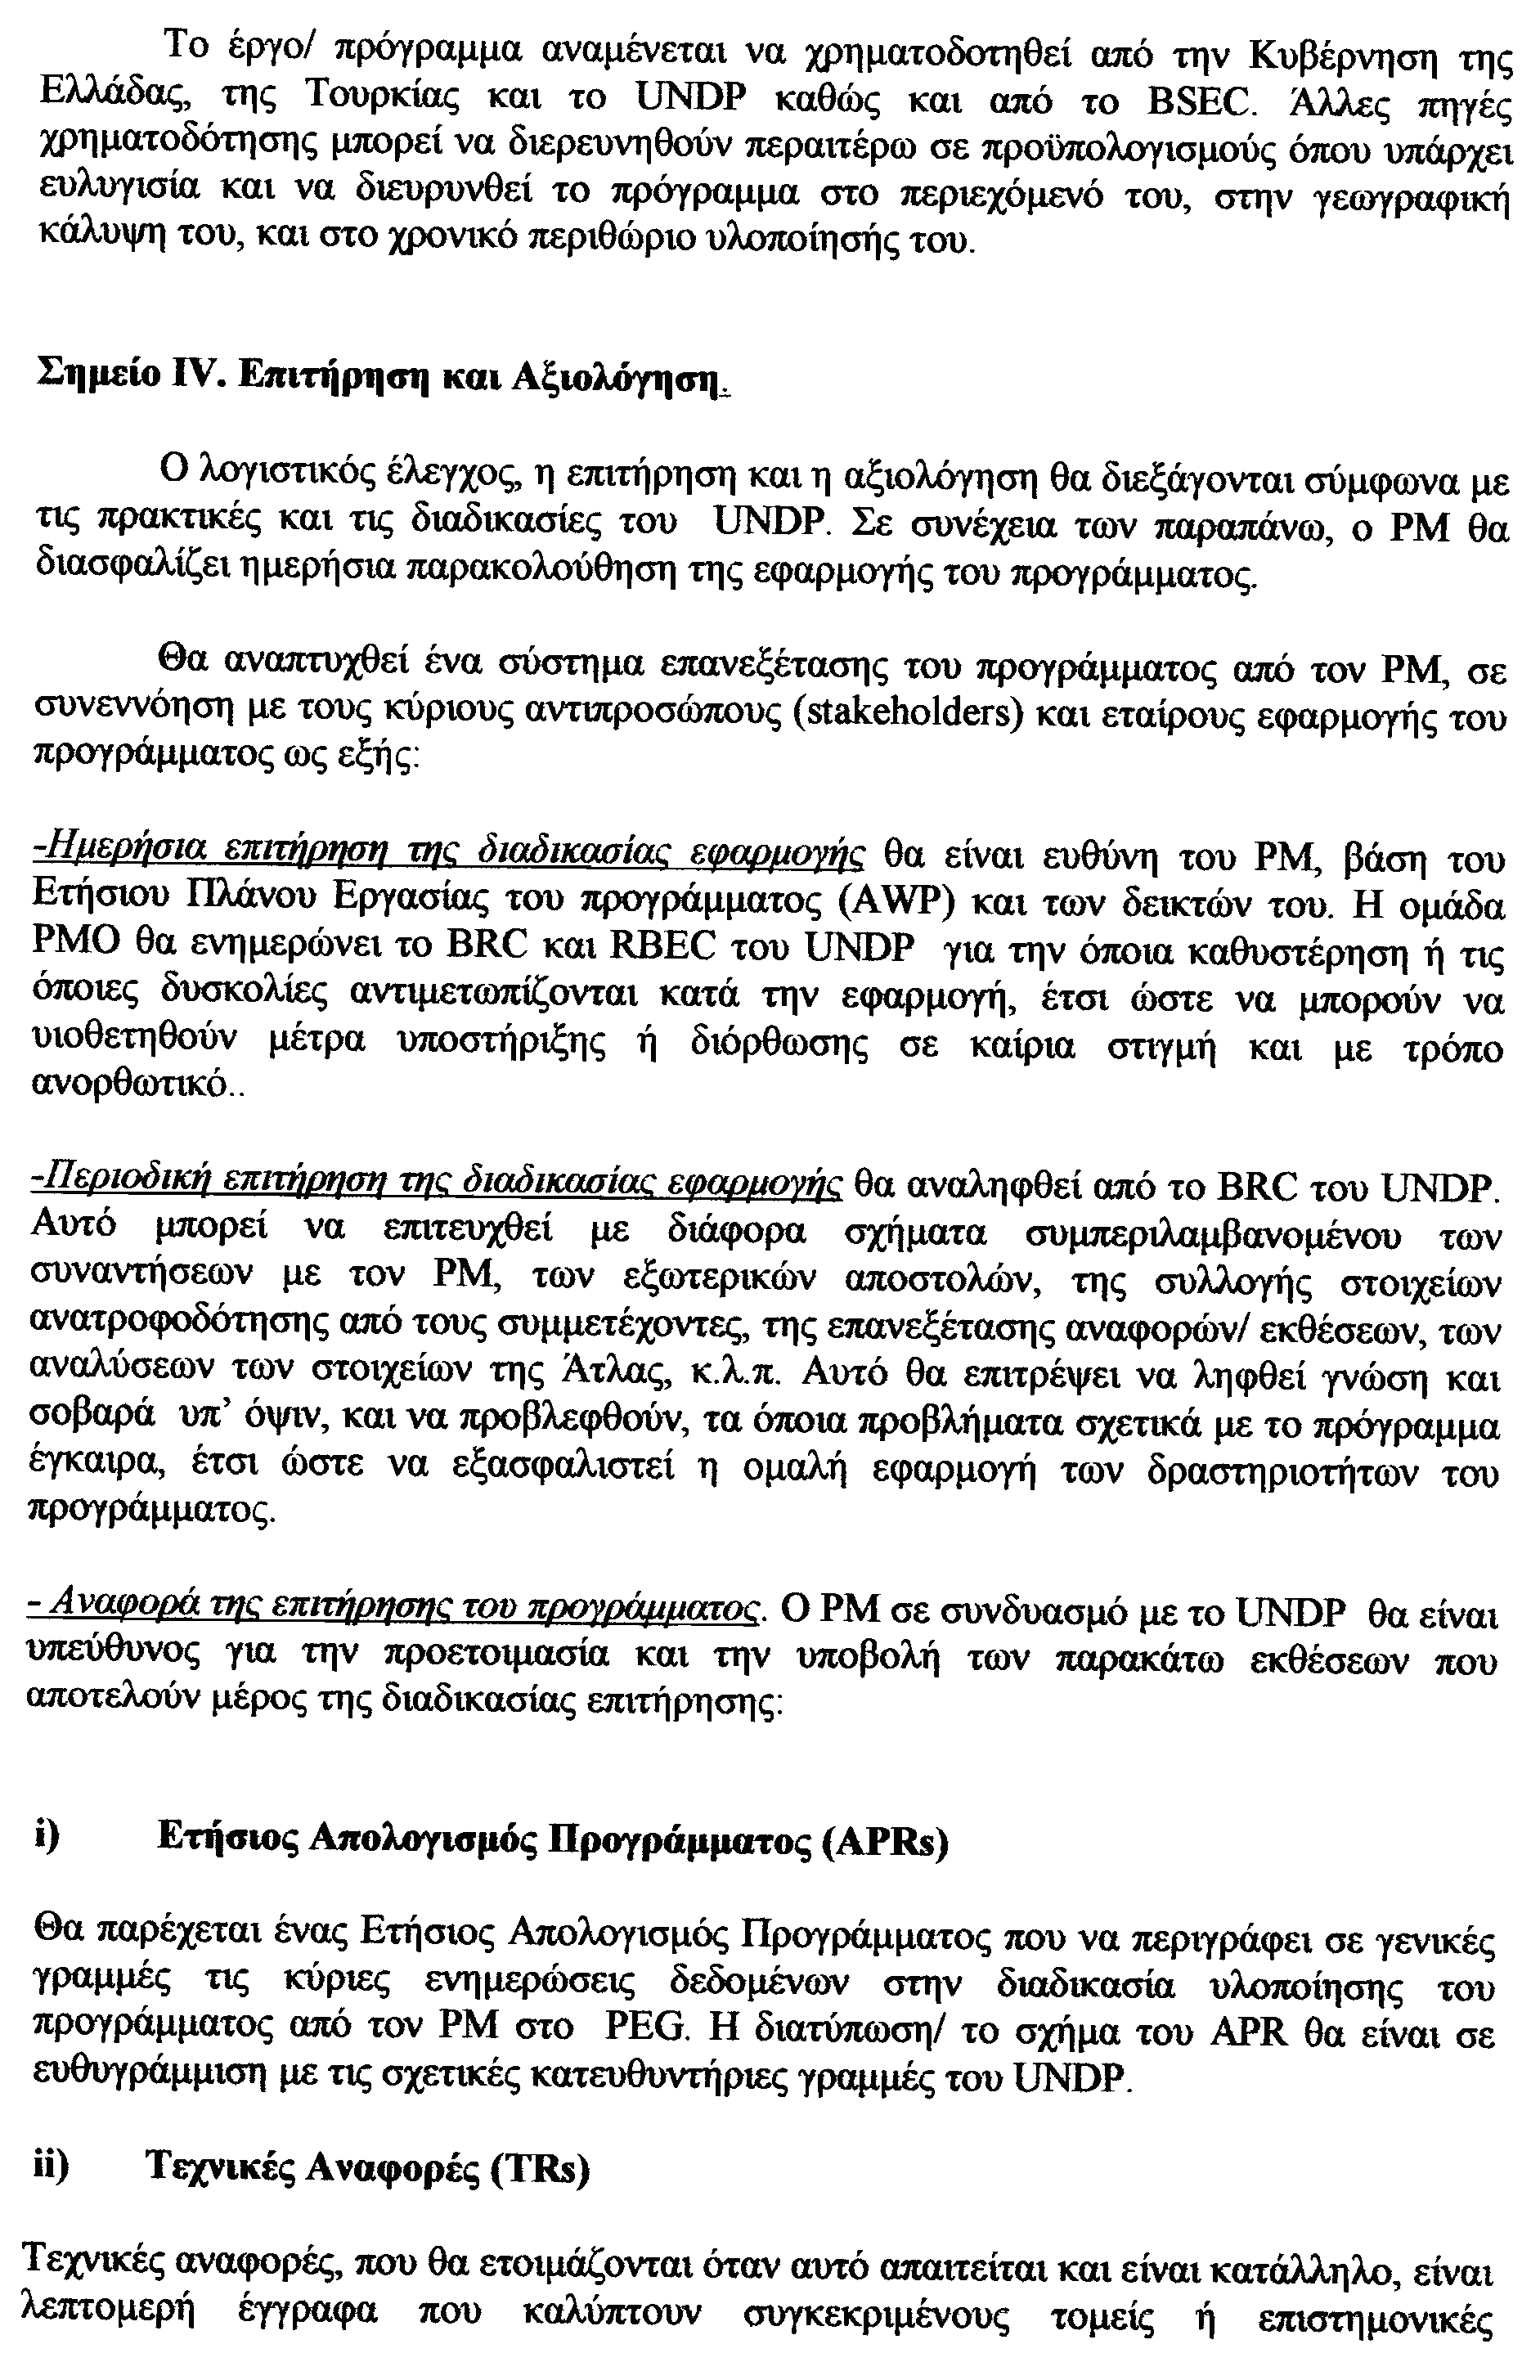 Το έργο/ πρόγραμμα αναμένεται να χρηματοδοτηθεί από την Κυβέρνηση της
Ελλάδας, της Τουρκίας και το UNDP καθώς και από το BSEC. Άλλες πηγές
χρηματοδότησης μπορεί να διερευνηθούν περαιτέρω σε προϋπολογισμούς όπου υπάρχει
ευλυγισία και να διευρυνθεί το πρόγραμμα στο περιεχόμενό του, στην γεωγραφική
κάλυψη του, και στο χρονικό περιθώριο υλοποίησής του.
Σημείο IV. Επιτήρηση και Αξιολόγηση.
Ο λογιστικός έλεγχος, η επιτήρηση και η αξιολόγηση θα διεξάγονται σύμφωνα με
τις πρακτικές και τις διαδικασίες του UNDP. Σε συνέχεια των παραπάνω, ο PM θα
διασφαλίζει ημερήσια παρακολούθηση της εφαρμογής του προγράμματος.
Θα αναπτυχθεί ένα σύστημα επανεξέτασης του προγράμματος από τον PM, σε
συνεννόηση με τους κύριους αντιπροσώπους (stakeholders) και εταίρους εφαρμογής του
προγράμματος ως εξής:
-Ημερήσια επιτήρηση της διαδικασίας εφαρμογής θα είναι ευθύνη του PM, βάση του
Ετήσιου Πλάνου Εργασίας του προγράμματος (AWP) και των δεικτών του. Η ομάδα
PMO θα ενημερώνει το BRC και RBEC του UNDP για την όποια καθυστέρηση ή τις
όποιες δυσκολίες αντιμετωπίζονται κατά την εφαρμογή, έτσι ώστε να μπορούν να
υιοθετηθούν μέτρα υποστήριξης ή διόρθωσης σε καίρια στιγμή και με τρόπο
ανορθωτικό..
-Περιοδική επιτήρηση της διαδικασίας εφαρμογής θα αναληφθεί από το BRC του UNDP.
Αυτό μπορεί να επιτευχθεί με διάφορα σχήματα συμπεριλαμβανομένου των
συναντήσεων με τον PM, των εξωτερικών αποστολών, της συλλογής στοιχείων
ανατροφοδότησης από τους συμμετέχοντες, της επανεξέτασης αναφορών/ εκθέσεων, των
αναλύσεων των στοιχείων της Άτλας, κ.λ.π. Αυτό θα επιτρέψει να ληφθεί γνώση και
σοβαρά υπ’ όψιν, και να προβλεφθούν, τα όποια προβλήματα σχετικά με το πρόγραμμα
έγκαιρα, έτσι ώστε να εξασφαλιστεί η ομαλή εφαρμογή των δραστηριοτήτων του
προγράμματος.
- Αναφορά της επιτήρησης του προγράμματος. Ο PM σε συνδυασμό με το UNDP θα είναι
υπεύθυνος για την προετοιμασία και την υποβολή των παρακάτω εκθέσεων που
αποτελούν μέρος της διαδικασίας επιτήρησης:
i) Ετήσιος Απολογισμός Προγράμματος (APRs)
Θα παρέχεται ένας Ετήσιος Απολογισμός Προγράμματος που να περιγράφει σε γενικές
γραμμές τις κύριες ενημερώσεις δεδομένων στην διαδικασία υλοποίησης του
προγράμματος από τον PM στο PEG. Η διατύπωση/ το σχήμα του APR θα είναι σε
ευθυγράμμιση με τις σχετικές κατευθυντήριες γραμμές του UNDP.
ii) Τεχνικές Αναφορές (TRs)
Τεχνικές αναφορές, που θα ετοιμάζονται όταν αυτό απαιτείται και είναι κατάλληλο, είναι
λεπτομερή έγγραφα που καλύπτουν συγκεκριμένους τομείς ή επιστημονικές